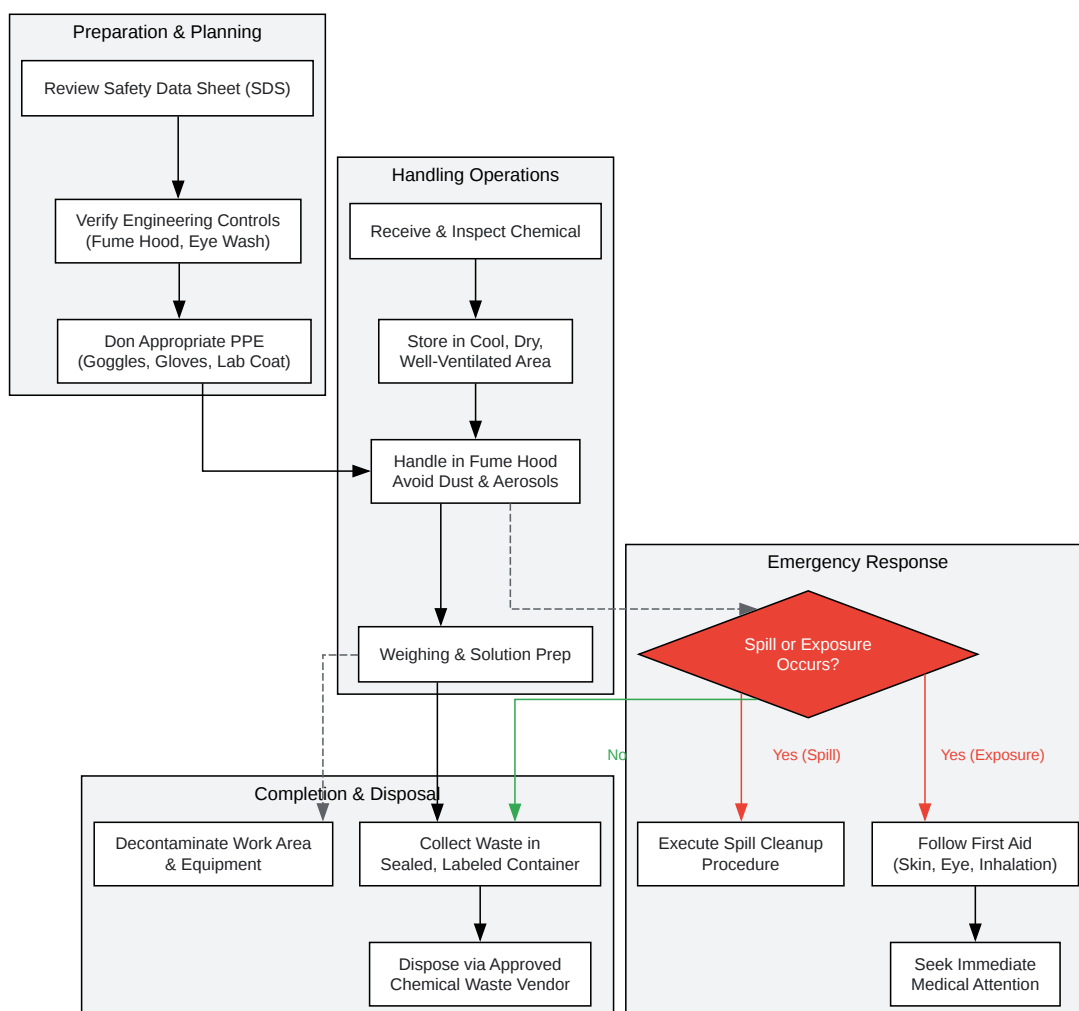 Preparation & Planning
Review Safety Data Sheet (SDS)
Verify Engineering Controls
(Fume Hood, Eye Wash)
Don Appropriate PPE
(Goggles, Gloves, Lab Coat)
Handling Operations
Receive & Inspect Chemical
Store in Cool, Dry,
Well-Ventilated Area
Handle in Fume Hood
Avoid Dust & Aerosols
Weighing & Solution Prep
Emergency Response
Spill or Exposure
Occurs?
No
Yes (Spill)
Yes (Exposure)
Execute Spill Cleanup
Procedure
Follow First Aid
(Skin, Eye, Inhalation)
Seek Immediate
Medical Attention
Completion & Disposal
Decontaminate Work Area
& Equipment
Collect Waste in
Sealed, Labeled Container
Dispose via Approved
Chemical Waste Vendor